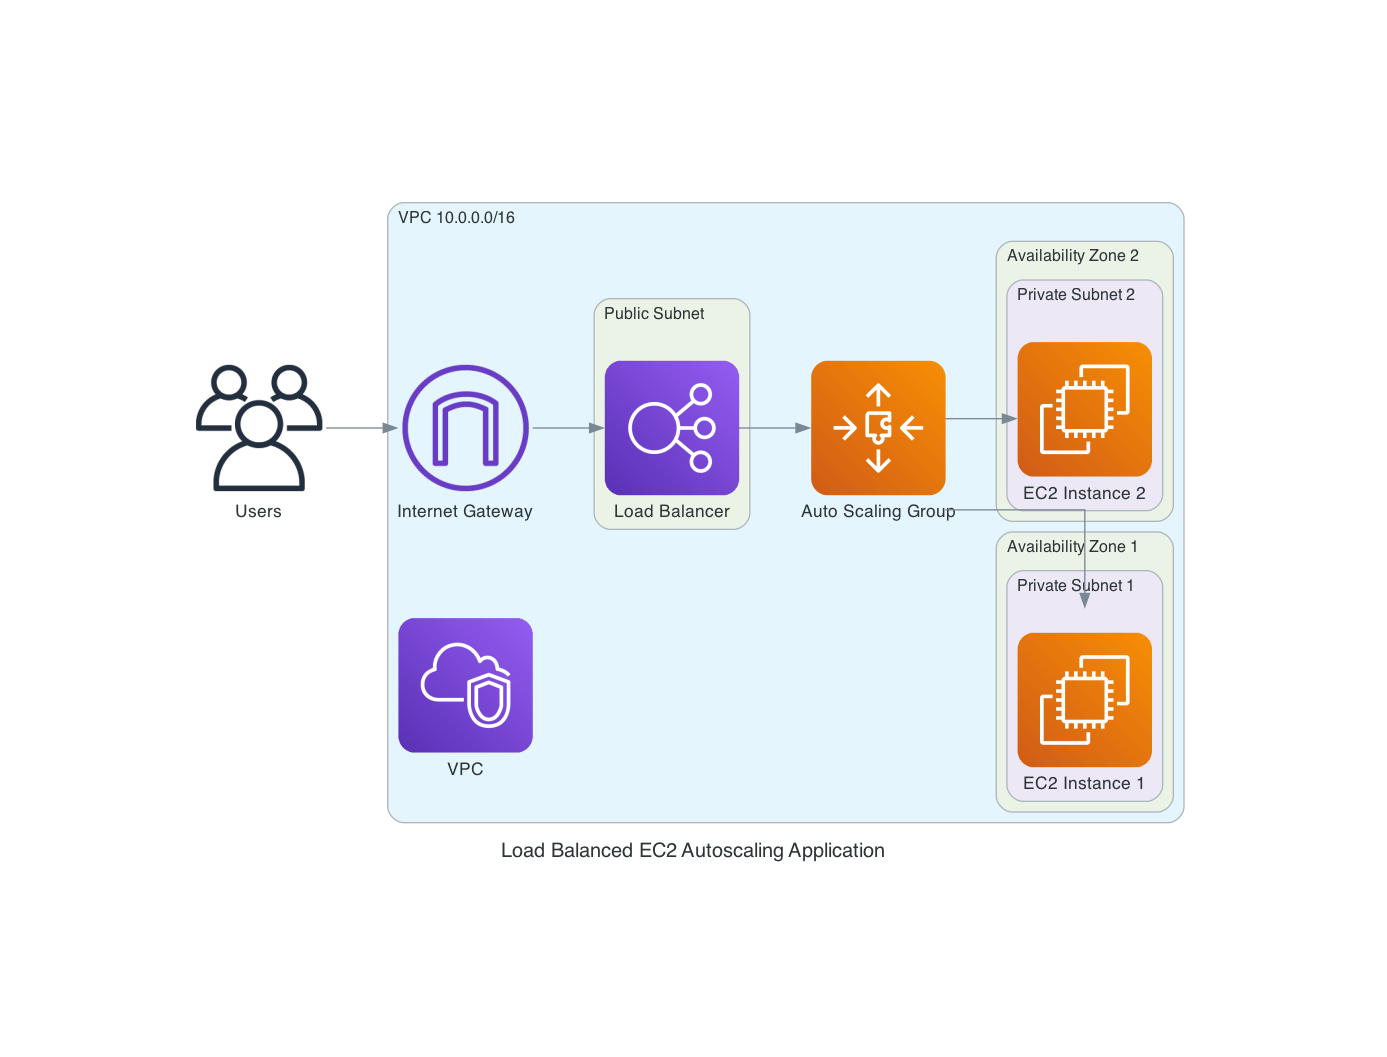 VPC 10.0.0.0/16
Availability Zone 2
Private Subnet 2
Public Subnet
EC2 Instance 2
Users
Internet Gateway
Load Balancer
Auto Scaling Group
Availability Zone 1
Private Subnet 1
VPC
EC2 Instance 1
Load Balanced EC2 Autoscaling Application